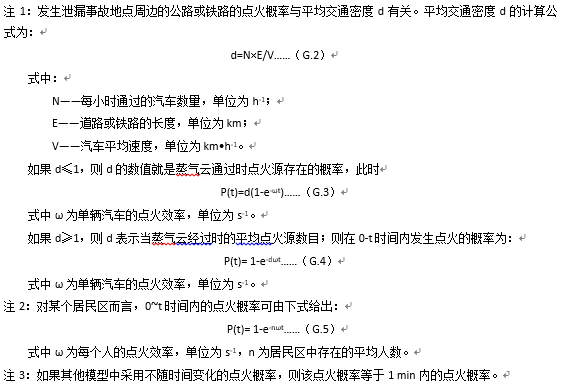 注 1：发生泄漏事故地点周边的公路或铁路的点火概率与平均交通密度 d 有关。平均交通密度 d 的计算公
式为：
d=N×E/V……（G.2）
式中：
N——每小时通过的汽车数量，单位为 h⁻¹；
E——道路或铁路的长度，单位为 km；
V——汽车平均速度，单位为 km•h⁻¹。
如果 d≤1，则 d 的数值就是蒸气云通过时点火源存在的概率，此时
P(t)=d(1-e⁻ωᵗ)……（G.3）
式中 ω为单辆汽车的点火效率，单位为 s⁻¹。
如果 d≥1，则 d 表示当蒸气云经过时的平均点火源数目；则在 0-t 时间内发生点火的概率为：
P(t)= 1-e⁻ᵈωᵗ……（G.4）
式中 ω为单辆汽车的点火效率，单位为 s⁻¹。
注 2：对某个居民区而言，0~t 时间内的点火概率可由下式给出：
P(t)= 1-e⁻ⁿωᵗ……（G.5）
式中 ω为每个人的点火效率，单位为 s⁻¹，n 为居民区中存在的平均人数。
注 3：如果其他模型中采用不随时间变化的点火概率，则该点火概率等于 1 min 内的点火概率。